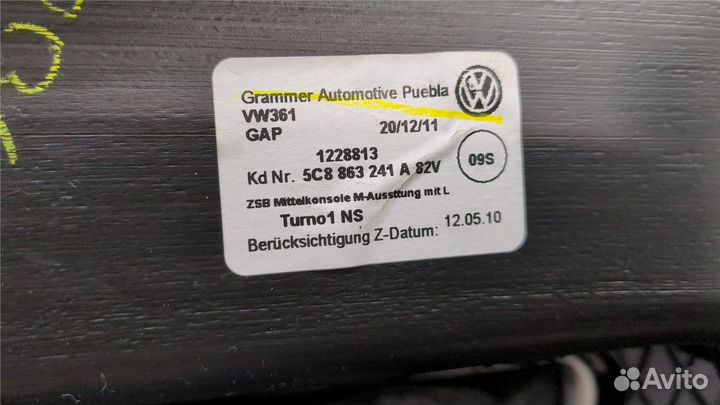 Grammer Automotive Puebla
VW361
GAP 20/12/11
1228813
Kd Nr. 5C8 863 241 A 82V
09S
ZSB Mittelkonsole M-Aussttung mit L
Turno1 NS
Berücksichtigung Z-Datum: 12.05.10
Avito